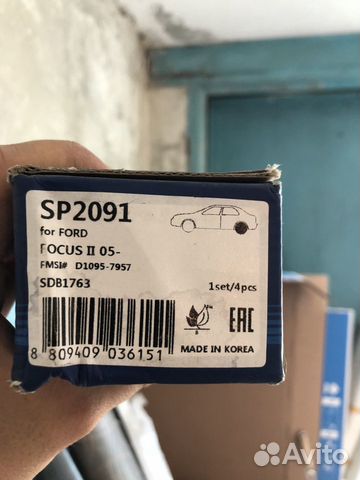 SP2091
for FORD
FOCUS II 05-
FMSI# D1095-7957
SDB1763
1set/4pcs
8 809409 036151
EAC
MADE IN KOREA
Avito